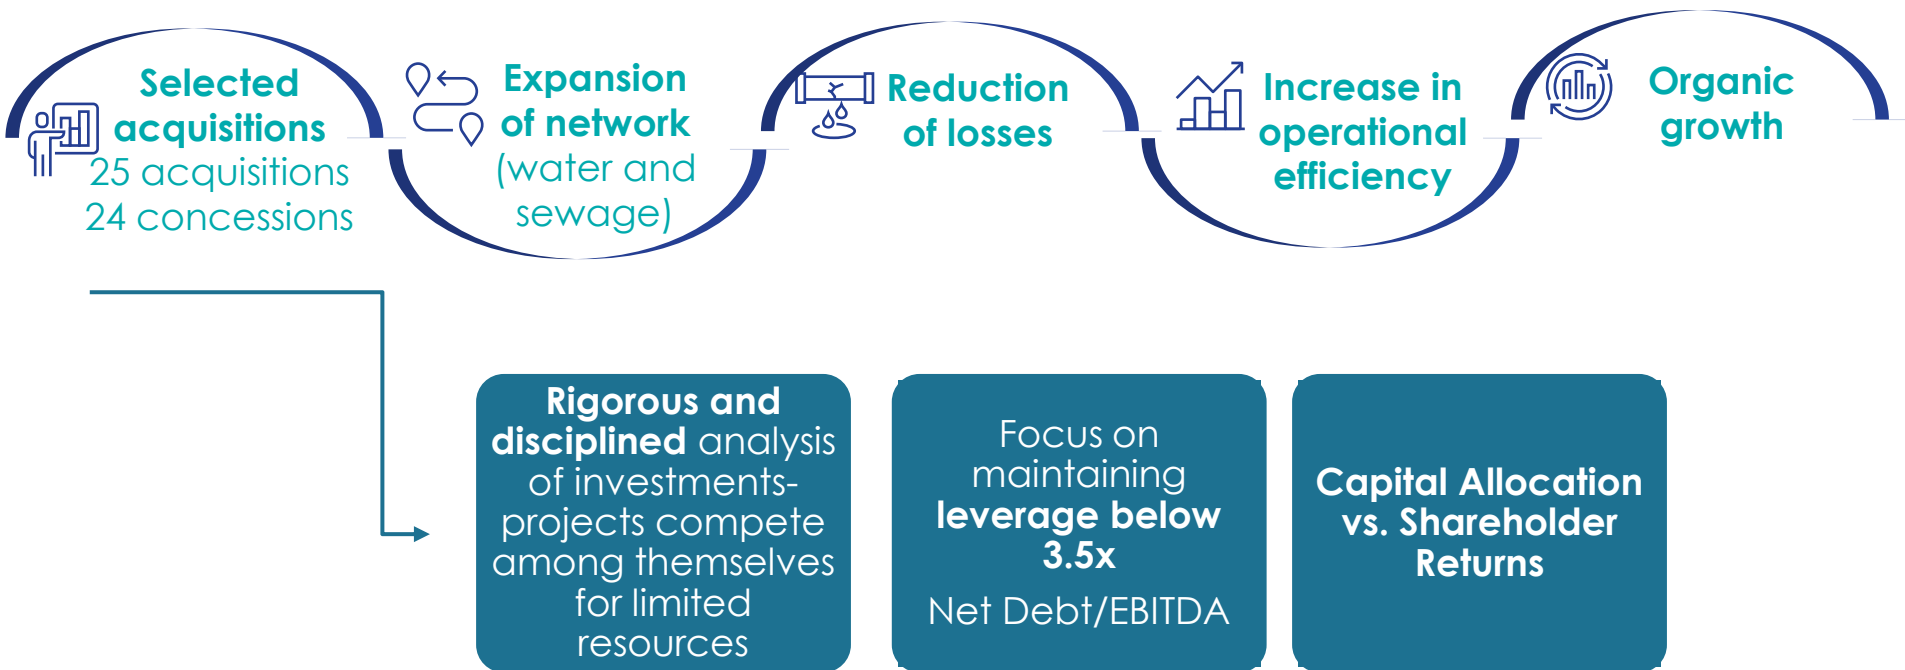 Selected
acquisitions
25 acquisitions
24 concessions
Expansion
of network
(water and
sewage)
Reduction
of losses
Increase in
operational
efficiency
Organic
growth
Rigorous and
disciplined analysis
of investments-
projects compete
among themselves
for limited
resources
Focus on
maintaining
leverage below
3.5x
Net Debt/EBITDA
Capital Allocation
vs. Shareholder
Returns